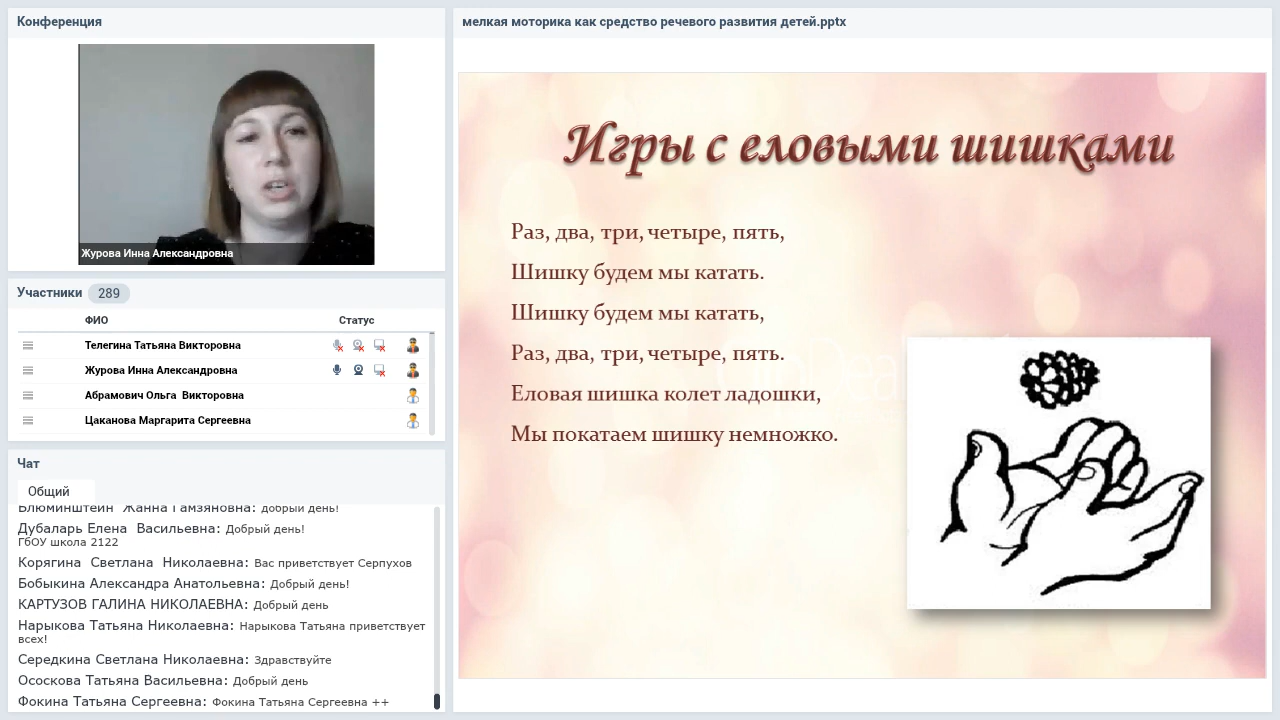 Конференция
Журова Инна Александровна
Участники 289
ФИО Статус
Телегина Татьяна Викторовна
Журова Инна Александровна
Абрамович Ольга Викторовна
Цаканова Маргарита Сергеевна
Чат
Общий
Жанна Гамзяновна: Добрый день!
Дубаларь Елена Васильевна: Добрый день!
ГбОУ школа 2122
Корягина Светлана Николаевна: Вас приветствует Серпухов
Бобыкина Александра Анатольевна: Добрый день!
КАРТУЗОВ ГАЛИНА НИКОЛАЕВНА: Добрый день
Нарыкова Татьяна Николаевна: Нарыкова Татьяна приветствует
всех!
Середкина Светлана Николаевна: Здравствуйте
Ососкова Татьяна Васильевна: Добрый день
Фокина Татьяна Сергеевна: Фокина Татьяна Сергеевна ++
мелкая моторика как средство речевого развития детей.pptx
Игры с еловыми шишками
Раз, два, три, четыре, пять,
Шишку будем мы катать.
Шишку будем мы катать,
Раз, два, три, четыре, пять.
Еловая шишка колет ладошки,
Мы покатаем шишку немножко.